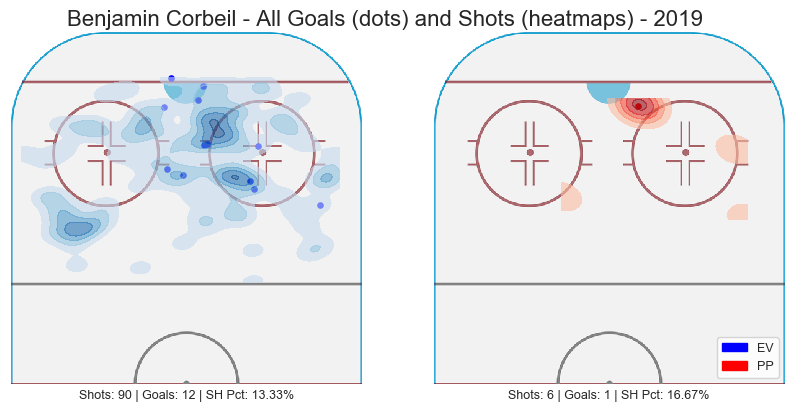 Benjamin Corbeil - All Goals (dots) and Shots (heatmaps) - 2019
EV
PP
Shots: 90 | Goals: 12 | SH Pct: 13.33%
Shots: 6 | Goals: 1 | SH Pct: 16.67%